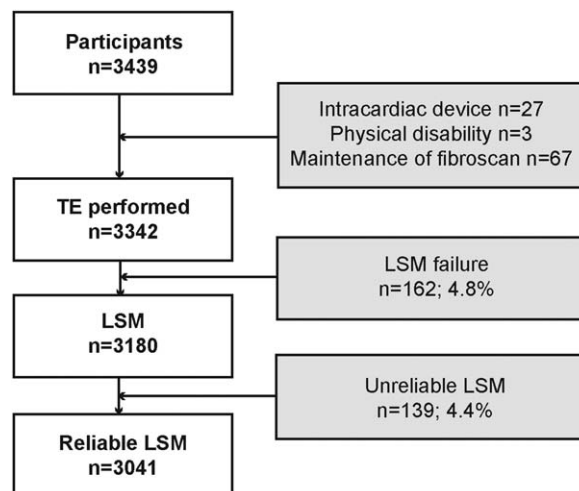 Participants
n=3439
Intracardiac device n=27
Physical disability n=3
Maintenance of fibroscan n=67
TE performed
n=3342
LSM failure
n=162; 4.8%
LSM
n=3180
Unreliable LSM
n=139; 4.4%
Reliable LSM
n=3041